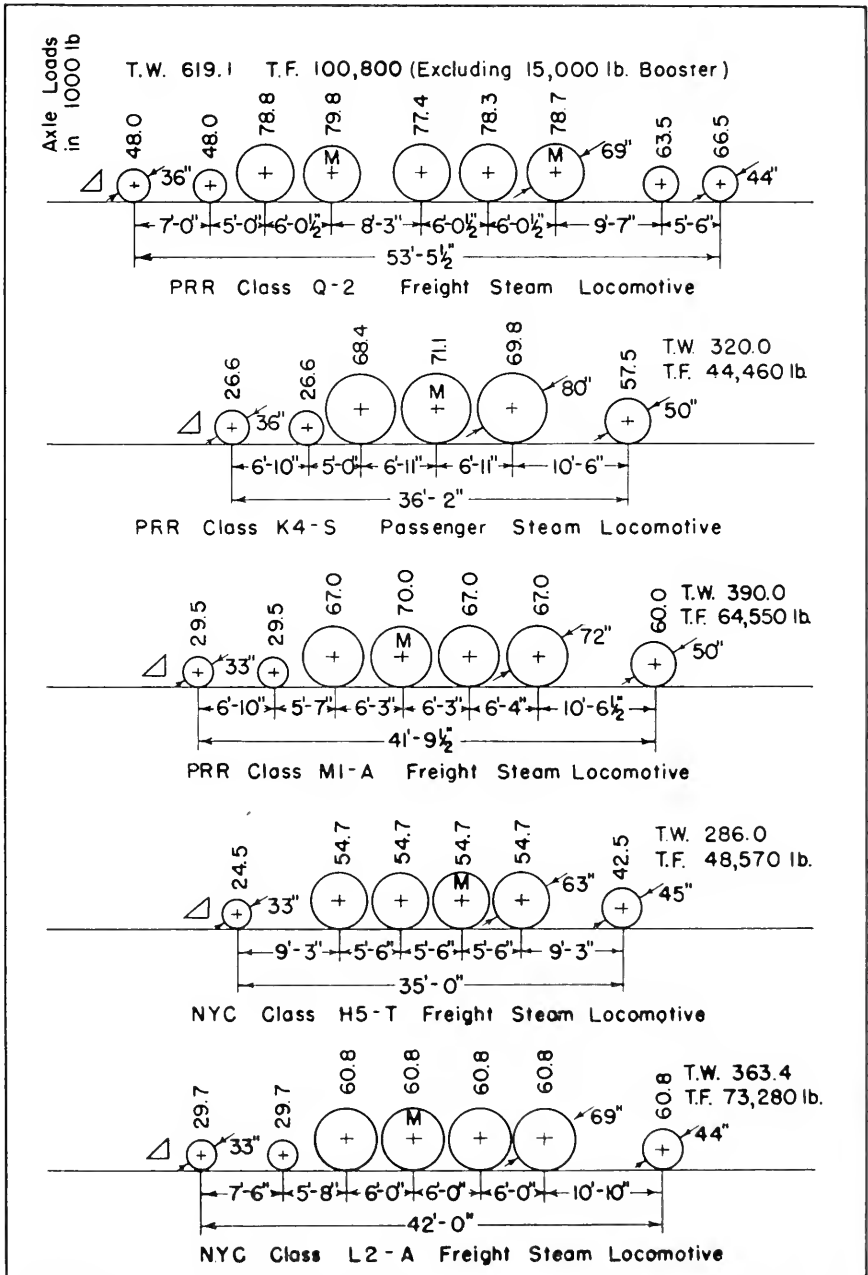 Axle Loads
in 1000 lb
T.W. 619.1 T.F. 100,800 (Excluding 15,000 lb. Booster)
48.0 48.0 78.8 79.8 77.4 78.3 78.7 63.5 66.5
36" M M 69" 44"
7'-0" 5'-0" 6'-0½" 8'-3" 6'-0½" 6'-0½" 9'-7" 5'-6"
53'-5½"
PRR Class Q-2 Freight Steam Locomotive
26.6 26.6 68.4 71.1 69.8 57.5
T.W. 320.0
T.F. 44,460 lb.
36" M 80" 50"
6'-10" 5'-0" 6'-11" 6'-11" 10'-6"
36'-2"
PRR Class K4-S Passenger Steam Locomotive
29.5 29.5 67.0 70.0 67.0 67.0 60.0
T.W. 390.0
T.F. 64,550 lb.
33" M 72" 50"
6'-10" 5'-7" 6'-3" 6'-3" 6'-4" 10'-6½"
41'-9½"
PRR Class M1-A Freight Steam Locomotive
24.5 54.7 54.7 54.7 54.7 42.5
T.W. 286.0
T.F. 48,570 lb.
33" M 63" 45"
9'-3" 5'-6" 5'-6" 5'-6" 9'-3"
35'-0"
NYC Class H5-T Freight Steam Locomotive
29.7 29.7 60.8 60.8 60.8 60.8 60.8
T.W. 363.4
T.F. 73,280 lb.
33" M 69" 44"
7'-6" 5'-8" 6'-0" 6'-0" 6'-0" 10'-10"
42'-0"
NYC Class L2-A Freight Steam Locomotive